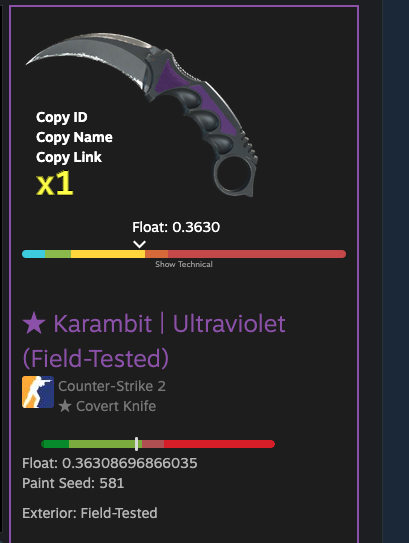 Copy ID
Copy Name
Copy Link
x1
Float: 0.3630
Show Technical
★ Karambit | Ultraviolet
(Field-Tested)
Counter-Strike 2
★ Covert Knife
Float: 0.36308696866035
Paint Seed: 581
Exterior: Field-Tested